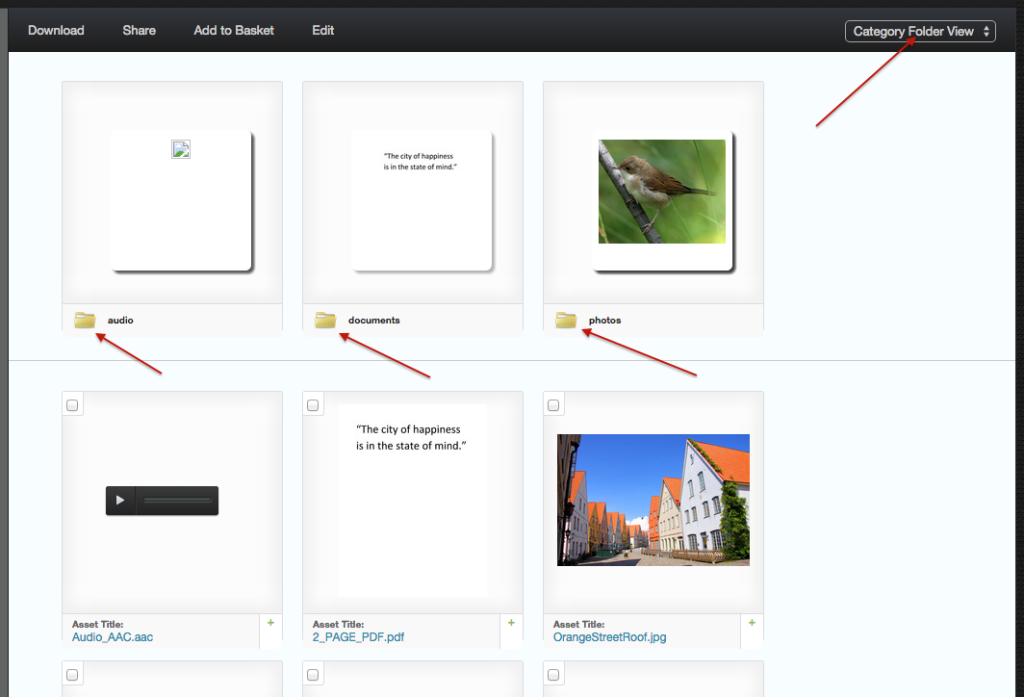 Download Share Add to Basket Edit Category Folder View
“The city of happiness
is in the state of mind.”
audio documents photos
“The city of happiness
is in the state of mind.”
Asset Title: Asset Title: Asset Title:
Audio_AAC.aac 2_PAGE_PDF.pdf OrangeStreetRoof.jpg